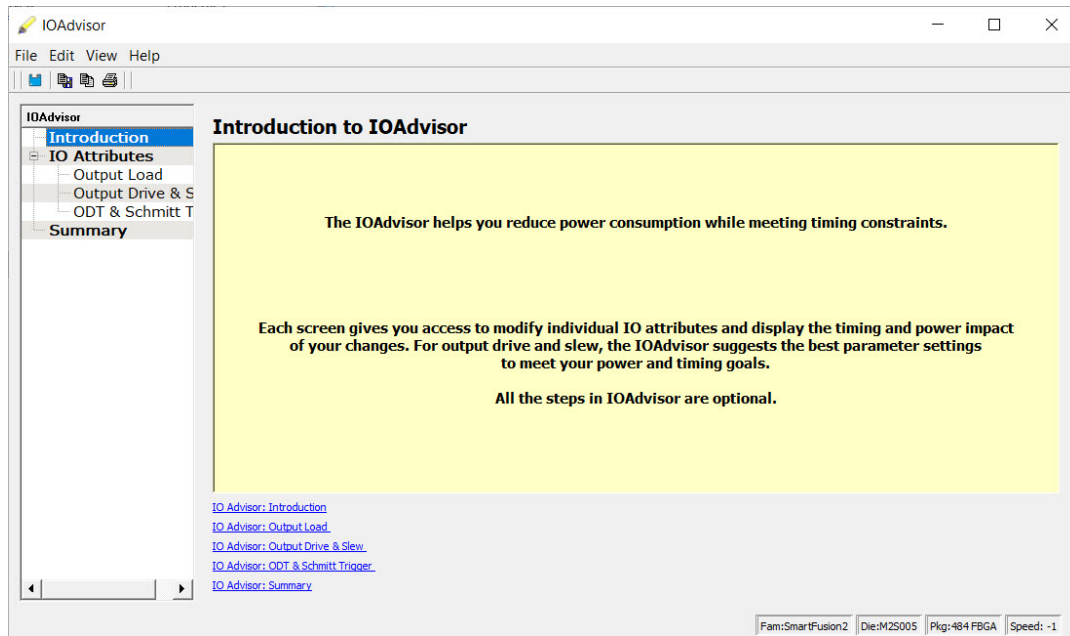 IOAdvisor
File Edit View Help
IOAdvisor
Introduction
IO Attributes
Output Load
Output Drive & S
ODT & Schmitt T
Summary
Introduction to IOAdvisor
The IOAdvisor helps you reduce power consumption while meeting timing constraints.
Each screen gives you access to modify individual IO attributes and display the timing and power impact
of your changes. For output drive and slew, the IOAdvisor suggests the best parameter settings
to meet your power and timing goals.
All the steps in IOAdvisor are optional.
IO Advisor: Introduction
IO Advisor: Output Load
IO Advisor: Output Drive & Slew
IO Advisor: ODT & Schmitt Trigger
IO Advisor: Summary
Fam:SmartFusion2 Die:M2S005 Pkg:484 FBGA Speed: -1